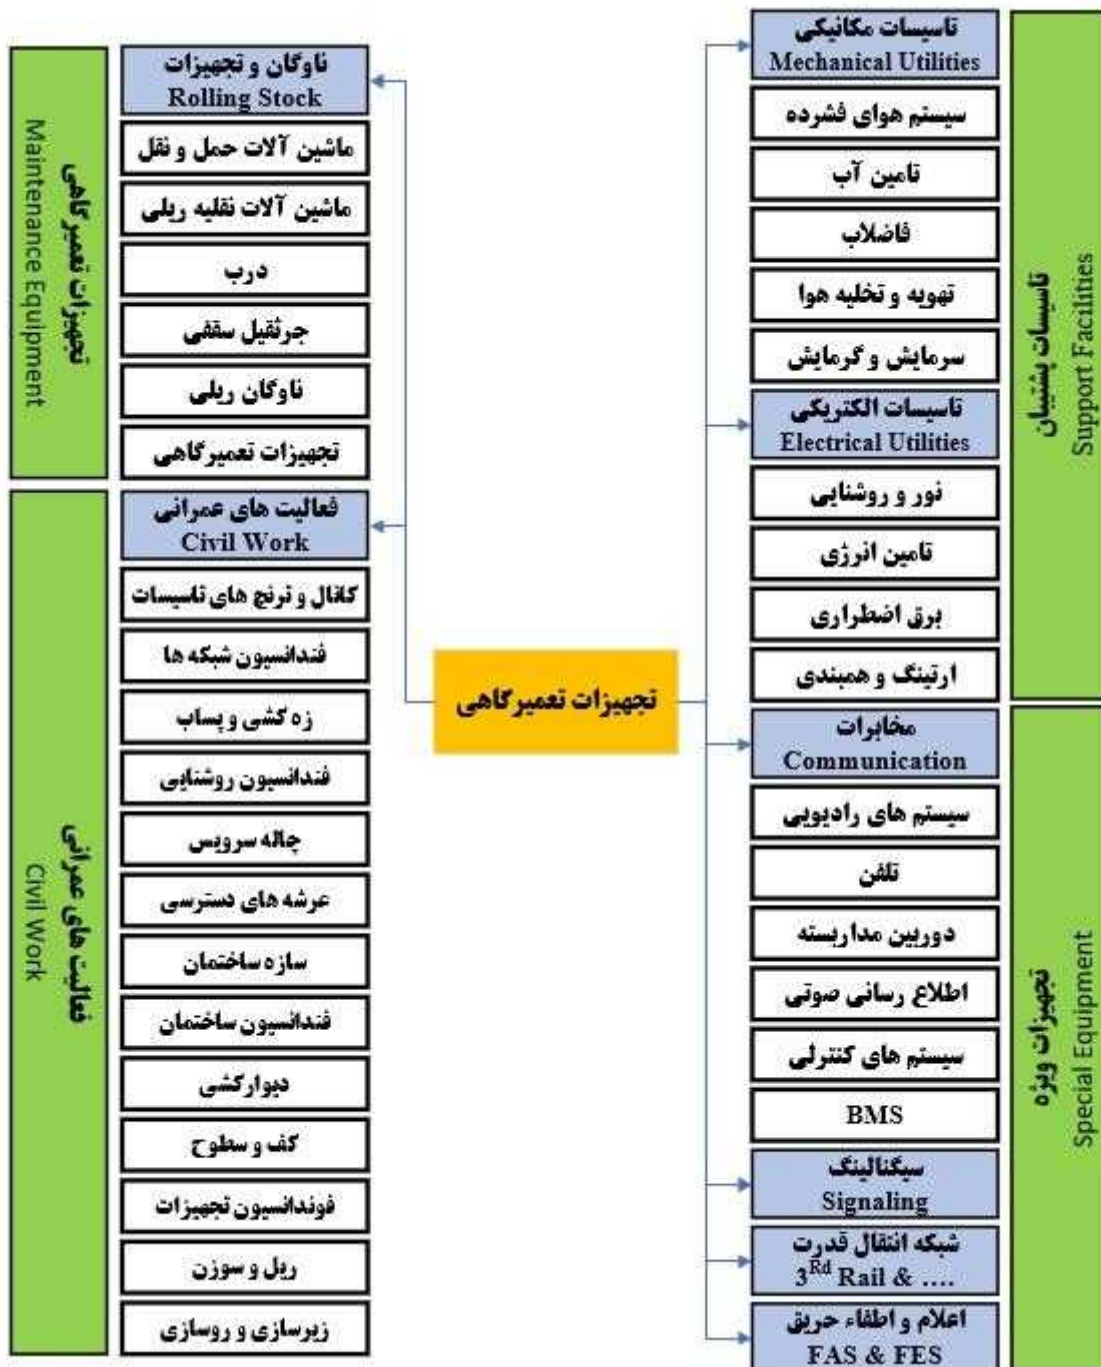 تاسیسات پشتیبان
Support Facilities
تاسیسات مکانیکی
Mechanical Utilities
سیستم هوای فشرده
تامین آب
فاضلاب
تهویه و تخلیه هوا
سرمایش و گرمایش
تاسیسات الکتریکی
Electrical Utilities
نور و روشنایی
تامین انرژی
برق اضطراری
ارتینگ و همبندی
تجهیزات ویژه
Special Equipment
مخابرات
Communication
سیستم های رادیویی
تلفن
دوربین مداربسته
اطلاع رسانی صوتی
سیستم های کنترلی
BMS
سیگنالینگ
Signaling
شبکه انتقال قدرت
3Rd Rail & ....
اعلام و اطفاء حریق
FAS & FES
تجهیزات تعمیرگاهی
ناوگان و تجهیزات
Rolling Stock
ماشین آلات حمل و نقل
ماشین آلات نقلیه ریلی
درب
جرثقیل سقفی
ناوگان ریلی
تجهیزات تعمیرگاهی
تجهیزات تعمیرگاهی
Maintenance Equipment
فعالیت های عمرانی
Civil Work
کانال و ترنچ های تاسیسات
فندانسیون شبکه ها
زه کشی و پساب
فندانسیون روشنایی
چاله سرویس
عرشه های دسترسی
سازه ساختمان
فندانسیون ساختمان
دیوارکشی
کف و سطوح
فوندانسیون تجهیزات
ریل و سوزن
زیرسازی و روسازی
فعالیت های عمرانی
Civil Work